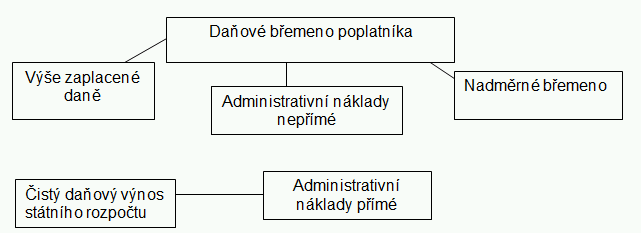 Daňové břemeno poplatníka
Výše zaplacené
daně
Administrativní náklady
nepřímé
Nadměrné břemeno
Čistý daňový výnos
státního rozpočtu
Administrativní
náklady přímé